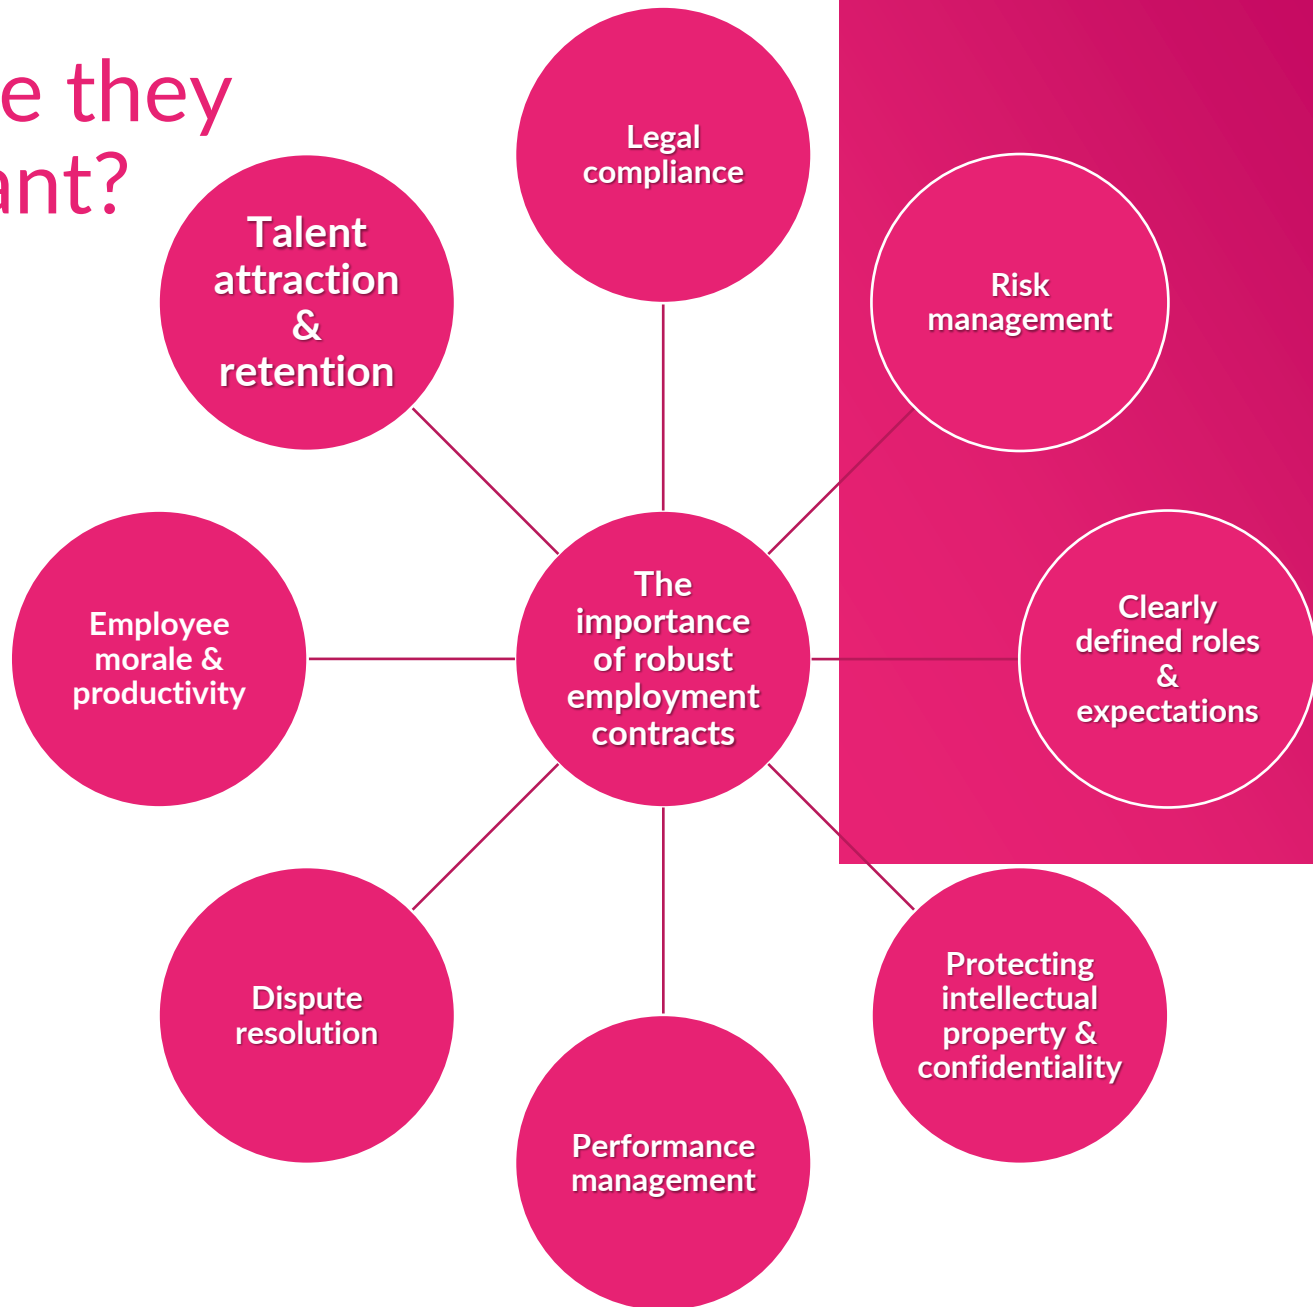 e they
ant?
Legal
compliance
Talent
attraction
&
retention
Risk
management
The
importance
of robust
employment
contracts
Clearly
defined roles
&
expectations
Employee
morale &
productivity
Protecting
intellectual
property &
confidentiality
Dispute
resolution
Performance
management